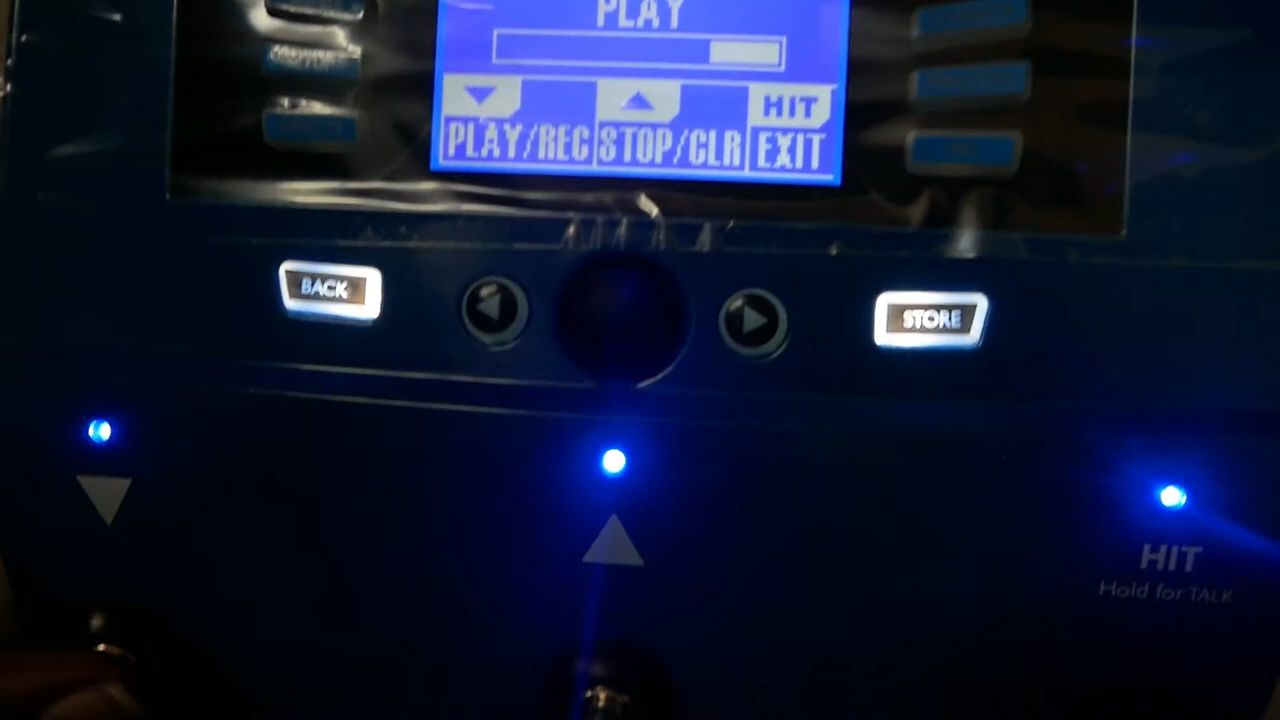 PLAY
HIT
PLAY/REC STOP/CLR EXIT
BACK
STORE
HIT
Hold for TALK